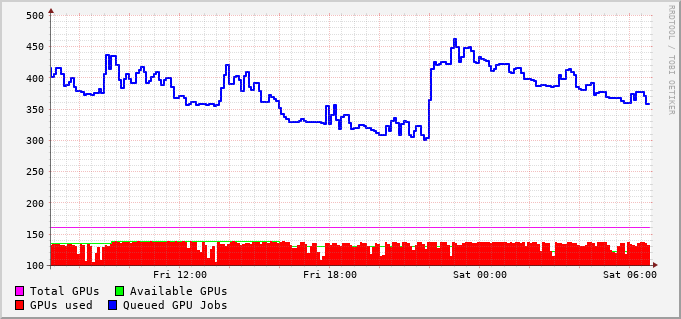 500
450
400
350
300
250
200
150
100
Fri 12:00 Fri 18:00 Sat 00:00 Sat 06:00
Total GPUs Available GPUs
GPUs used Queued GPU Jobs
RRDTOOL / TOBI OETIKER